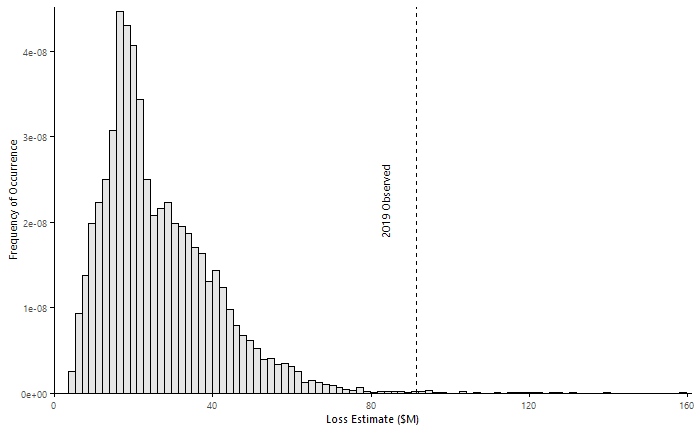 Frequency of Occurrence
4e-08
3e-08
2e-08
1e-08
0e+00
2019 Observed
0 40 80 120 160
Loss Estimate ($M)